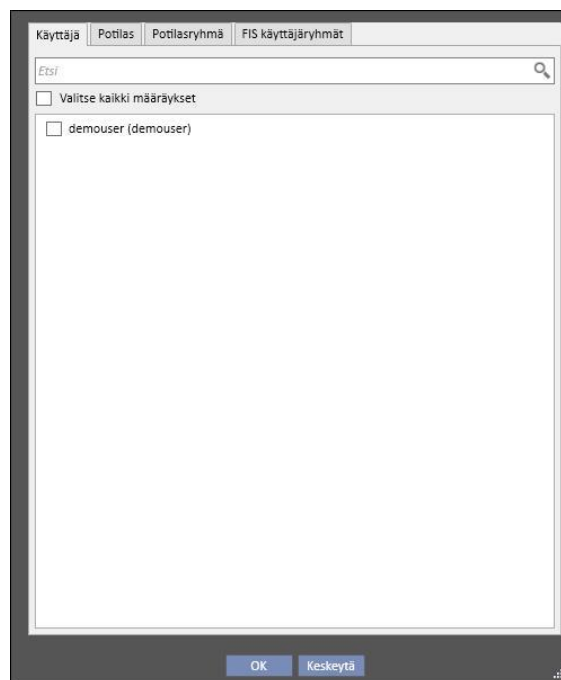 Käyttäjä Potilas Potilasryhmä FIS käyttäjäryhmät
Etsi
Valitse kaikki määräykset
demouser (demouser)
OK Keskeytä